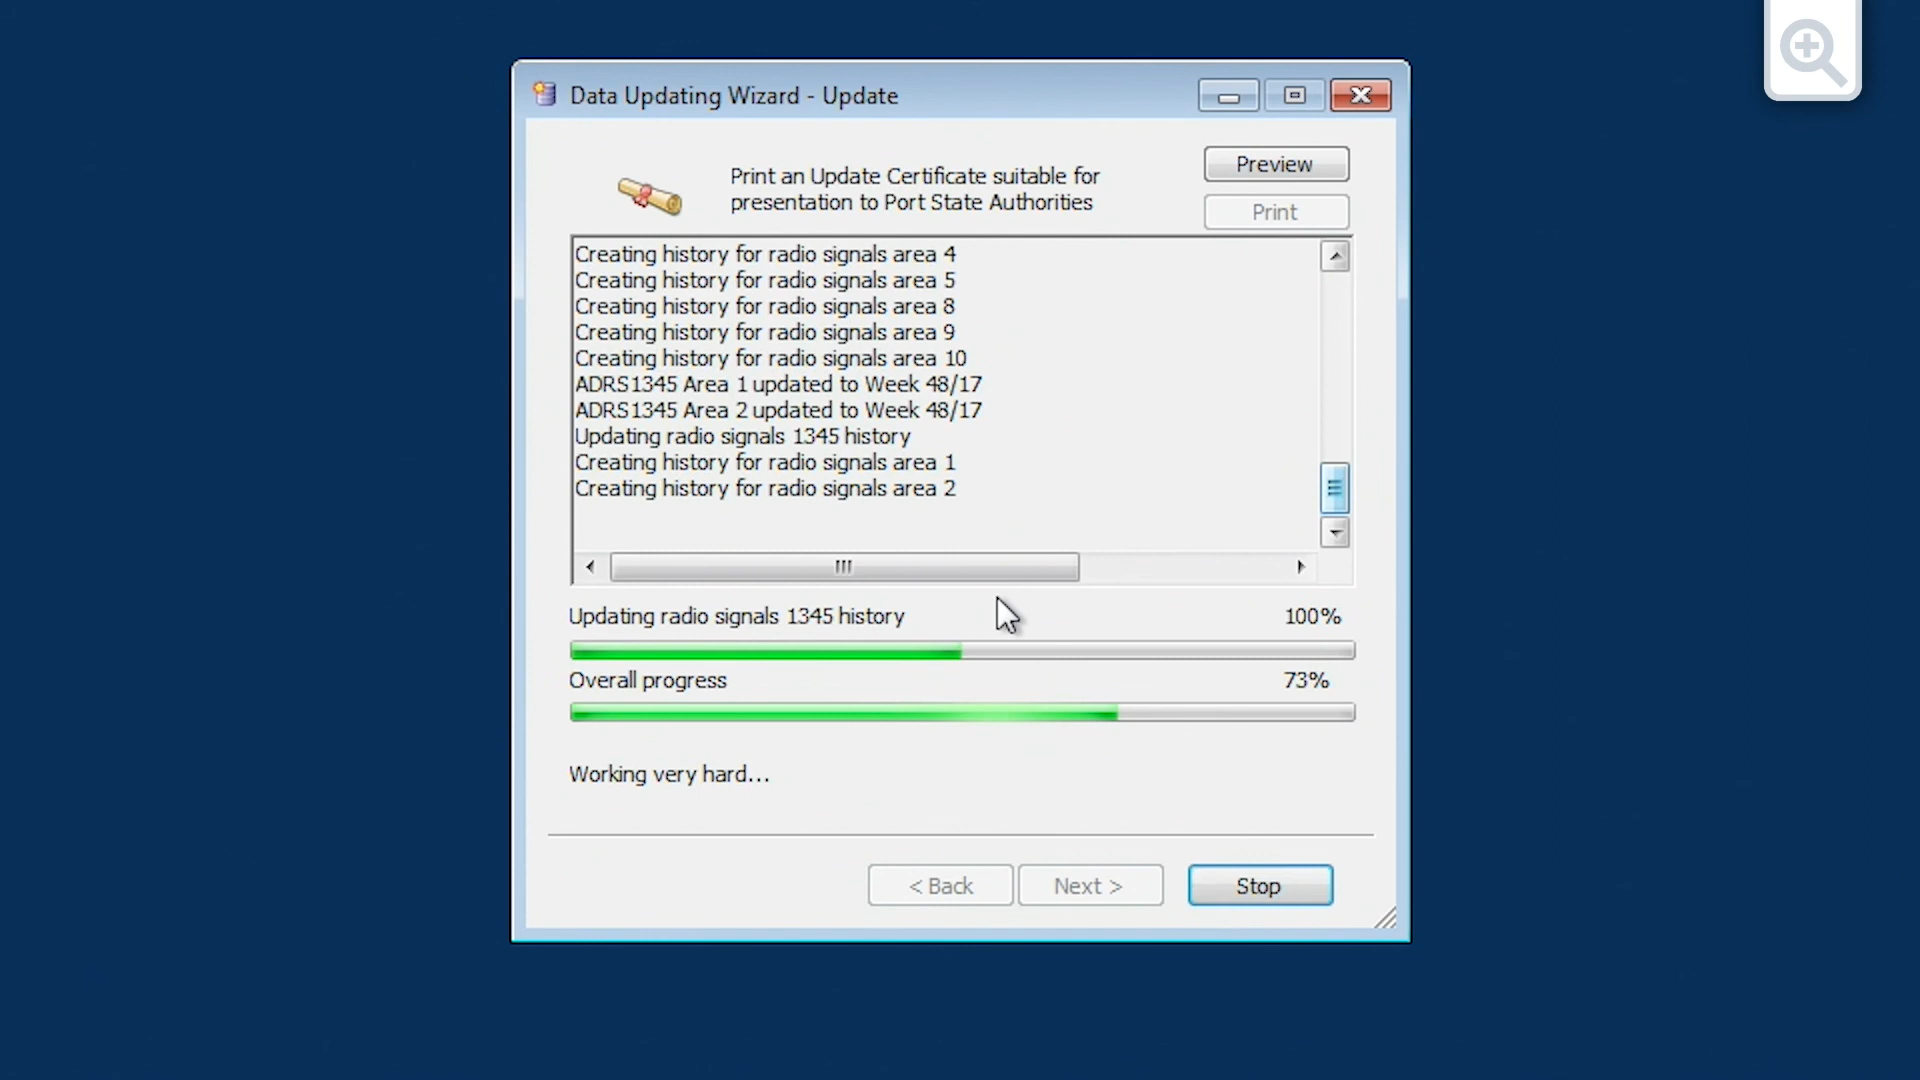 Data Updating Wizard - Update
Print an Update Certificate suitable for
presentation to Port State Authorities
Preview
Print
Creating history for radio signals area 4
Creating history for radio signals area 5
Creating history for radio signals area 8
Creating history for radio signals area 9
Creating history for radio signals area 10
ADRS1345 Area 1 updated to Week 48/17
ADRS1345 Area 2 updated to Week 48/17
Updating radio signals 1345 history
Creating history for radio signals area 1
Creating history for radio signals area 2
Updating radio signals 1345 history 100%
Overall progress 73%
Working very hard...
< Back Next > Stop